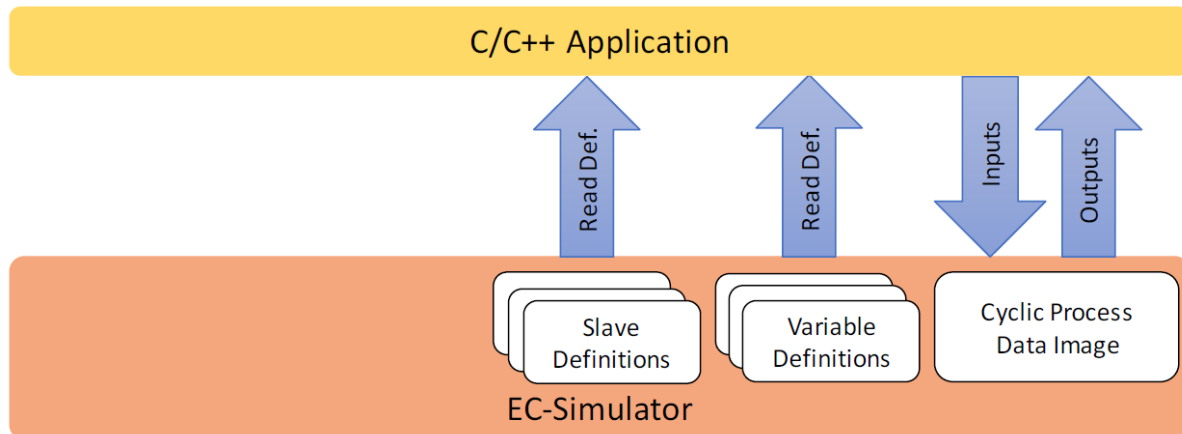 C/C++ Application
Read Def.
Read Def.
Inputs
Outputs
Slave
Definitions
Variable
Definitions
Cyclic Process
Data Image
EC-Simulator